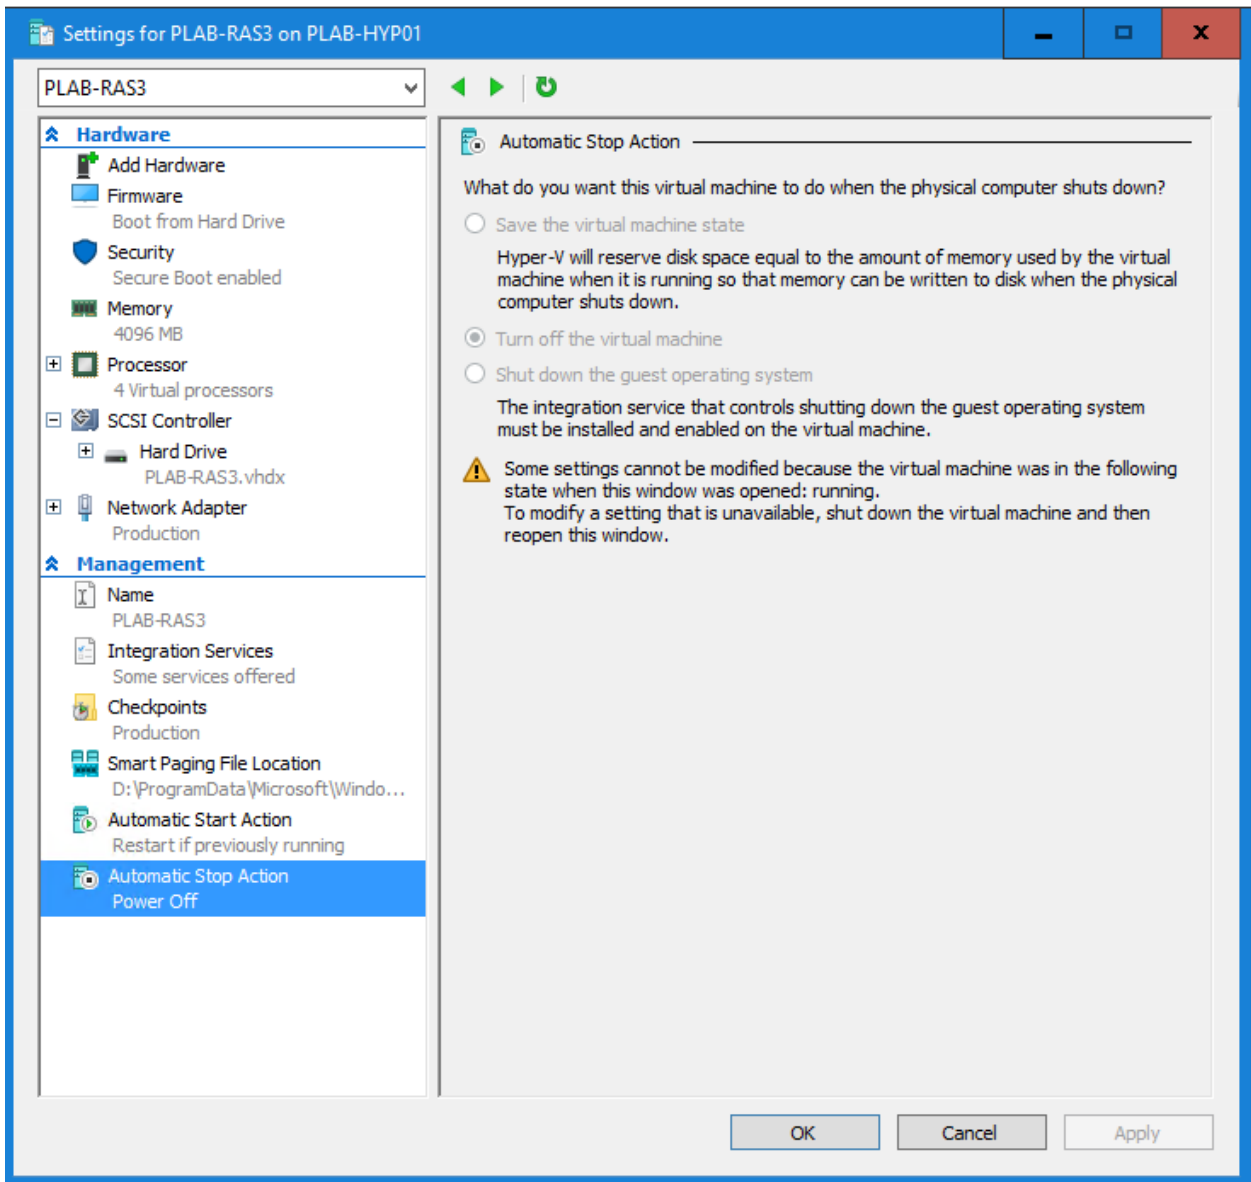 Settings for PLAB-RAS3 on PLAB-HYP01
PLAB-RAS3
Hardware
Add Hardware
Firmware
Boot from Hard Drive
Security
Secure Boot enabled
Memory
4096 MB
Processor
4 Virtual processors
SCSI Controller
Hard Drive
PLAB-RAS3.vhdx
Network Adapter
Production
Management
Name
PLAB-RAS3
Integration Services
Some services offered
Checkpoints
Production
Smart Paging File Location
D:\ProgramData\Microsoft\Windo...
Automatic Start Action
Restart if previously running
Automatic Stop Action
Power Off
Automatic Stop Action
What do you want this virtual machine to do when the physical computer shuts down?
Save the virtual machine state
Hyper-V will reserve disk space equal to the amount of memory used by the virtual
machine when it is running so that memory can be written to disk when the physical
computer shuts down.
Turn off the virtual machine
Shut down the guest operating system
The integration service that controls shutting down the guest operating system
must be installed and enabled on the virtual machine.
Some settings cannot be modified because the virtual machine was in the following
state when this window was opened: running.
To modify a setting that is unavailable, shut down the virtual machine and then
reopen this window.
OK
Cancel
Apply